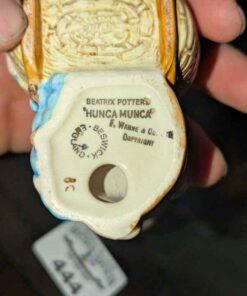 BEATRIX POTTER'S
"HUNCA MUNCA"
F. WARNE & CO. LTD
COPYRIGHT
BESWICK
ENGLAND
444